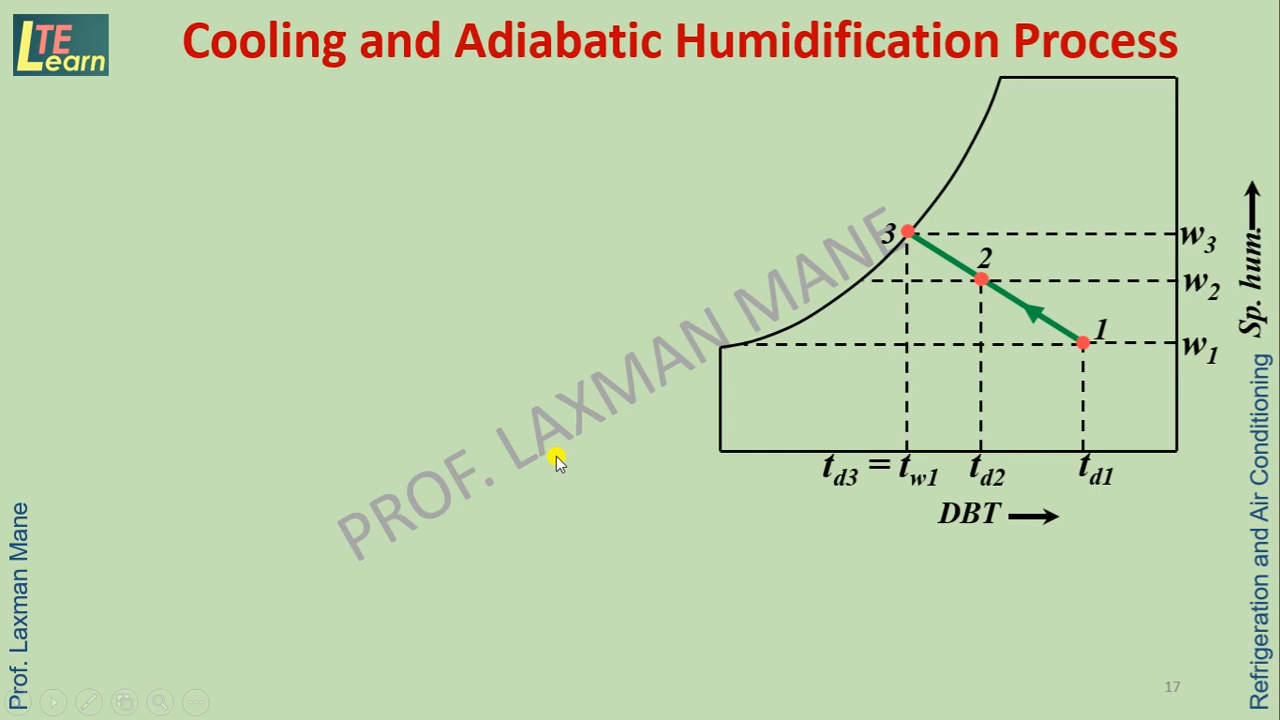 LTE
Learn
Cooling and Adiabatic Humidification Process
3
2
1
w3
w2
w1
Sp. hum.
td3 = tw1
td2
td1
DBT
PROF. LAXMAN MANE
Prof. Laxman Mane
Refrigeration and Air Conditioning
17